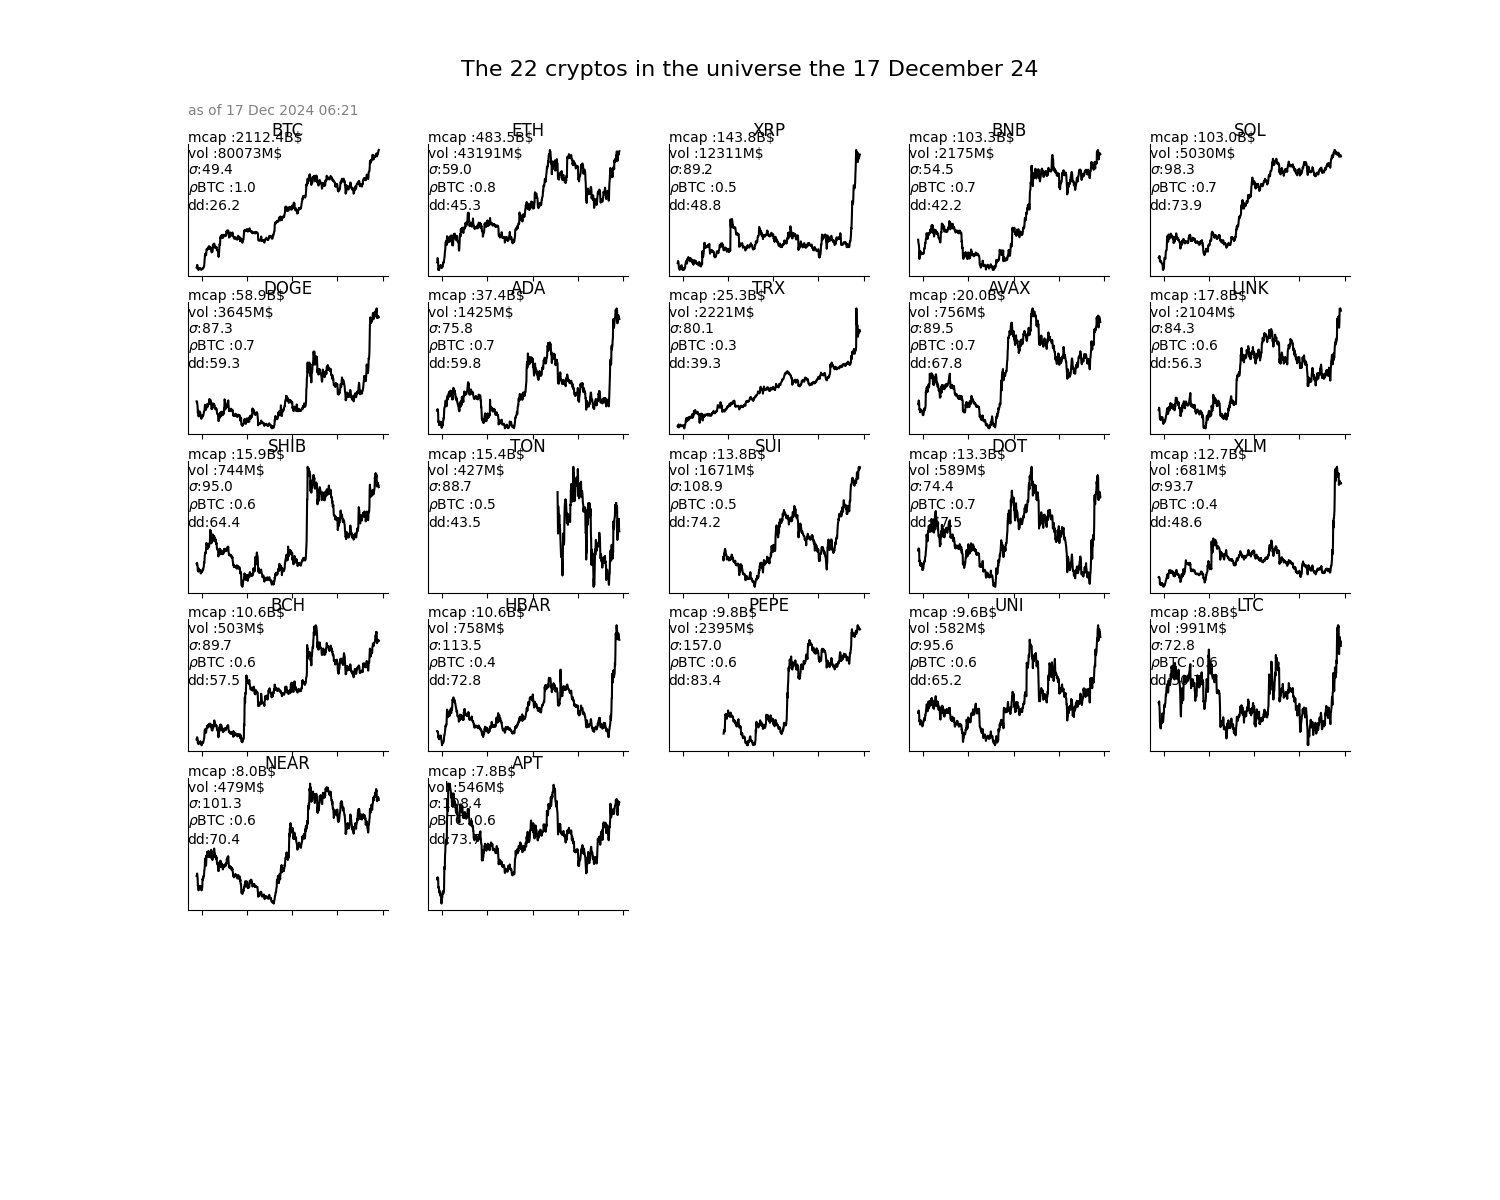 The 22 cryptos in the universe the 17 December 24
as of 17 Dec 2024 06:21
BTC
mcap :2112.4B$
vol :80073M$
σ:49.4
ρBTC :1.0
dd:26.2
ETH
mcap :483.5B$
vol :43191M$
σ:59.0
ρBTC :0.8
dd:45.3
XRP
mcap :143.8B$
vol :12311M$
σ:89.2
ρBTC :0.5
dd:48.8
BNB
mcap :103.3B$
vol :2175M$
σ:54.5
ρBTC :0.7
dd:42.2
SOL
mcap :103.0B$
vol :5030M$
σ:98.3
ρBTC :0.7
dd:73.9
DOGE
mcap :58.9B$
vol :3645M$
σ:87.3
ρBTC :0.7
dd:59.3
ADA
mcap :37.4B$
vol :1425M$
σ:75.8
ρBTC :0.7
dd:59.8
TRX
mcap :25.3B$
vol :2221M$
σ:80.1
ρBTC :0.3
dd:39.3
AVAX
mcap :20.0B$
vol :756M$
σ:89.5
ρBTC :0.7
dd:67.8
LINK
mcap :17.8B$
vol :2104M$
σ:84.3
ρBTC :0.6
dd:56.3
SHIB
mcap :15.9B$
vol :744M$
σ:95.0
ρBTC :0.6
dd:64.4
TON
mcap :15.4B$
vol :427M$
σ:88.7
ρBTC :0.5
dd:43.5
SUI
mcap :13.8B$
vol :1671M$
σ:108.9
ρBTC :0.5
dd:74.2
DOT
mcap :13.3B$
vol :589M$
σ:74.4
ρBTC :0.7
XLM
mcap :12.7B$
vol :681M$
σ:93.7
ρBTC :0.4
dd:48.6
BCH
mcap :10.6B$
vol :503M$
σ:89.7
ρBTC :0.6
dd:57.5
HBAR
mcap :10.6B$
vol :758M$
σ:113.5
ρBTC :0.4
dd:72.8
PEPE
mcap :9.8B$
vol :2395M$
σ:157.0
ρBTC :0.6
dd:83.4
UNI
mcap :9.6B$
vol :582M$
σ:95.6
ρBTC :0.6
dd:65.2
LTC
mcap :8.8B$
vol :991M$
σ:72.8
ρBTC :0.6
NEAR
mcap :8.0B$
vol :479M$
σ:101.3
ρBTC :0.6
dd:70.4
APT
mcap :7.8B$
vol :546M$
σ:108.4
ρBTC :0.6